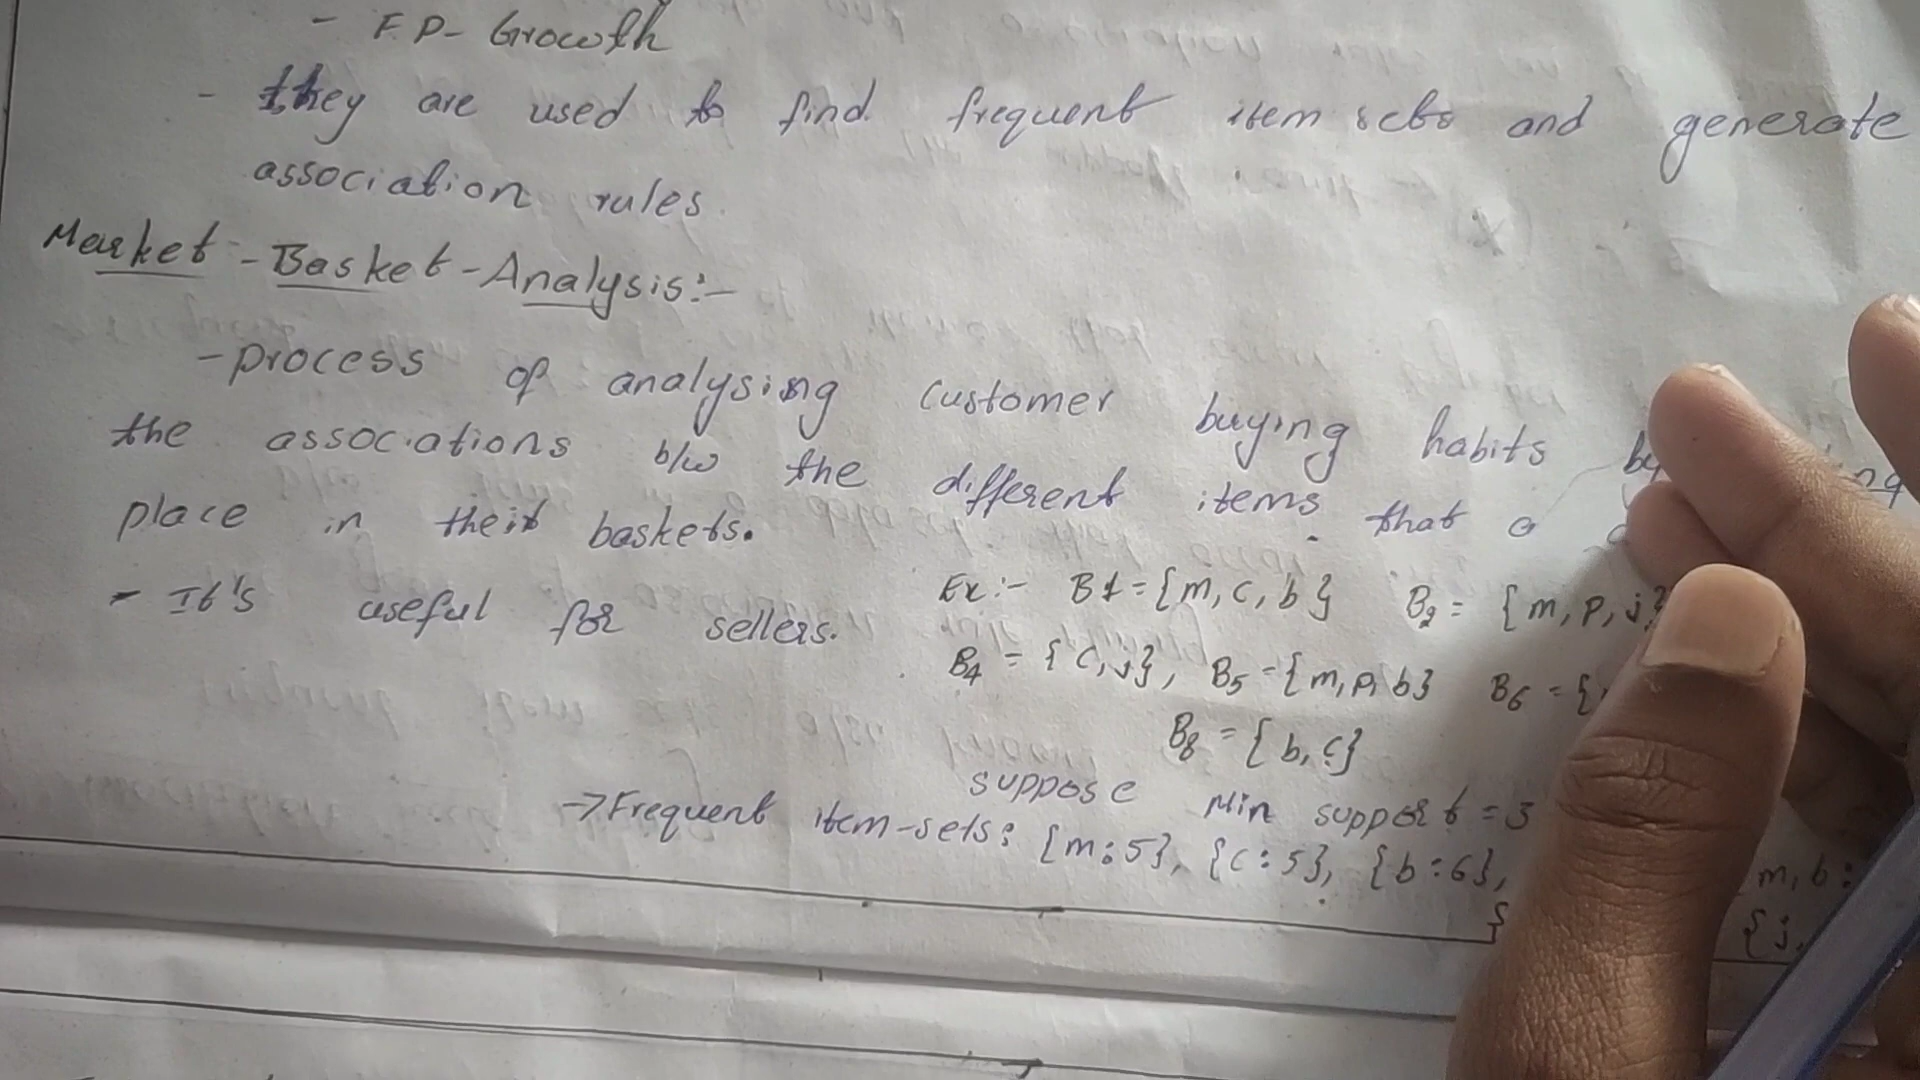 - F.P- Growth
- they are used to find frequent item sets and generate
association rules.
Market-Basket-Analysis:-
- process of analysing customer buying habits
the associations b/w the different items that a
place in their baskets.
- It's useful for sellers.
Ex:- B1={m,c,b} B2= {m,p,j}
B4 = {c,j}, B5={m,p,b} B6 = {
B8 = {b,c}
suppose Min support = 3
→Frequent item-sets: {m:5}, {c:5}, {b:6}, m,b:
{j,